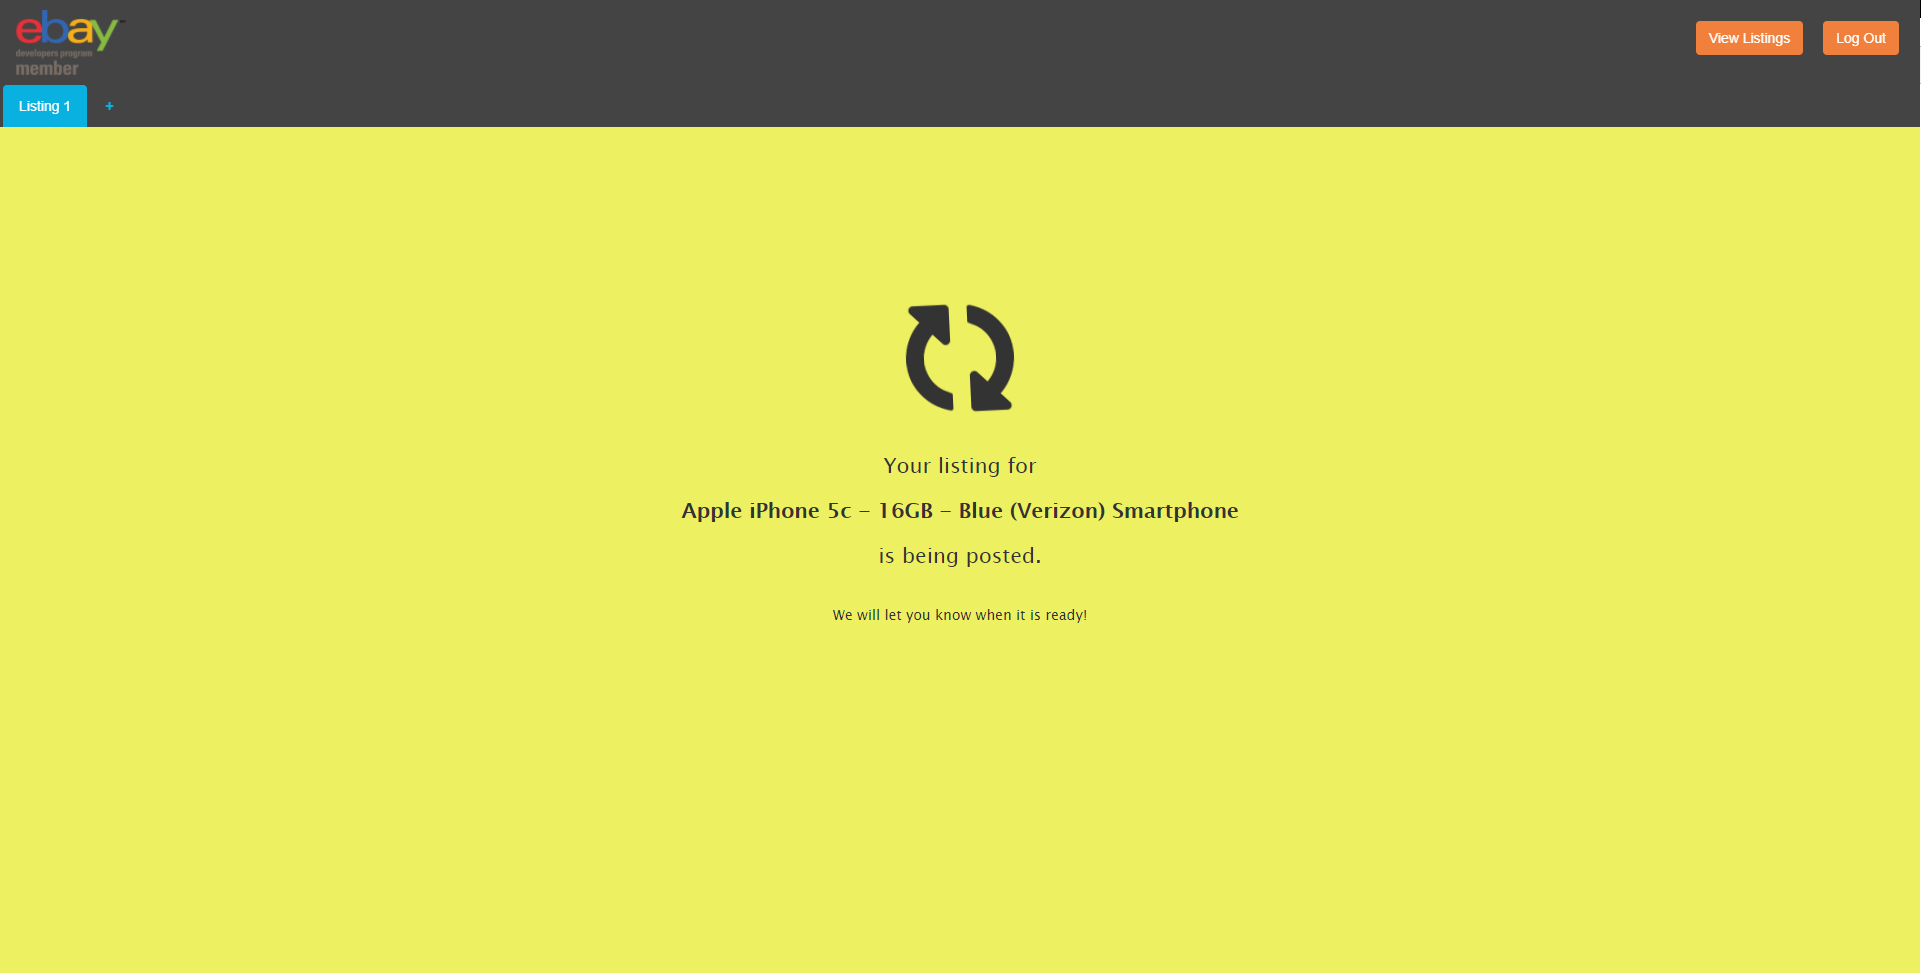 ebay
developers program
member
View Listings
Log Out
Listing 1
+
Your listing for
Apple iPhone 5c - 16GB - Blue (Verizon) Smartphone
is being posted.
We will let you know when it is ready!